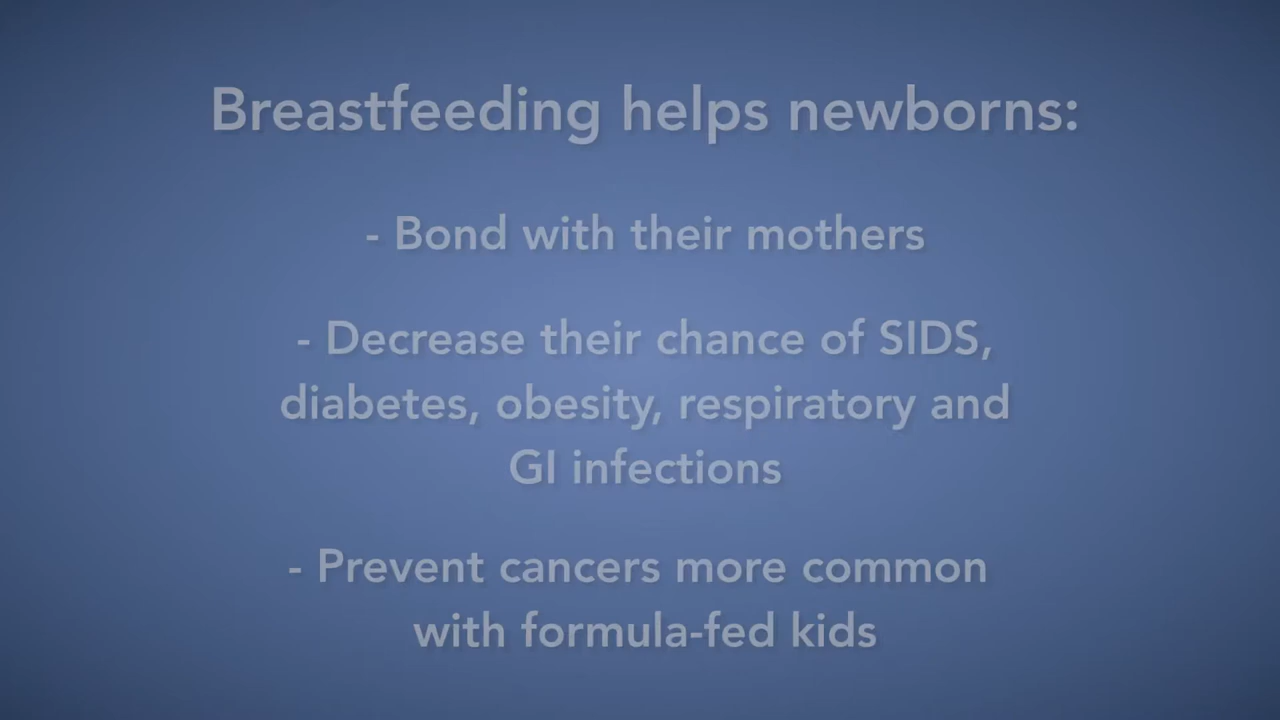 Breastfeeding helps newborns:
- Bond with their mothers
- Decrease their chance of SIDS,
diabetes, obesity, respiratory and
GI infections
- Prevent cancers more common
with formula-fed kids